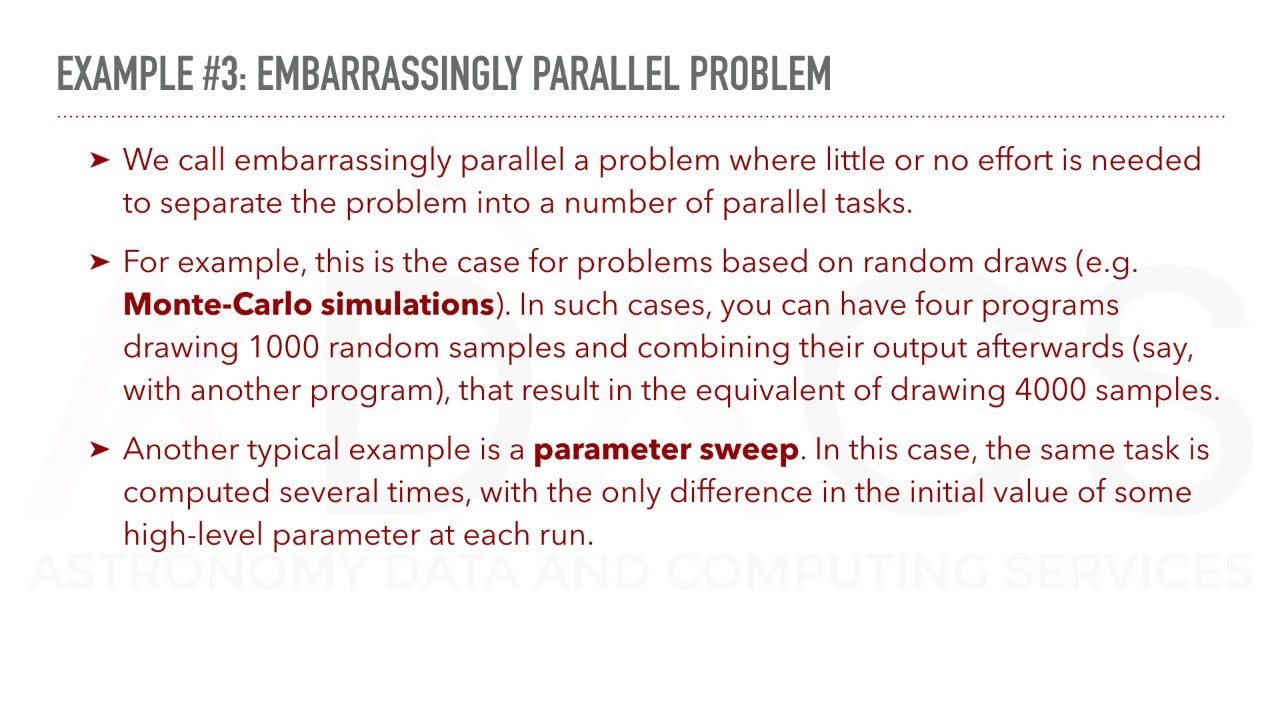 EXAMPLE #3: EMBARRASSINGLY PARALLEL PROBLEM
➤ We call embarrassingly parallel a problem where little or no effort is needed
to separate the problem into a number of parallel tasks.
➤ For example, this is the case for problems based on random draws (e.g.
Monte-Carlo simulations). In such cases, you can have four programs
drawing 1000 random samples and combining their output afterwards (say,
with another program), that result in the equivalent of drawing 4000 samples.
➤ Another typical example is a parameter sweep. In this case, the same task is
computed several times, with the only difference in the initial value of some
high-level parameter at each run.
ADACS
ASTRONOMY DATA AND COMPUTING SERVICES